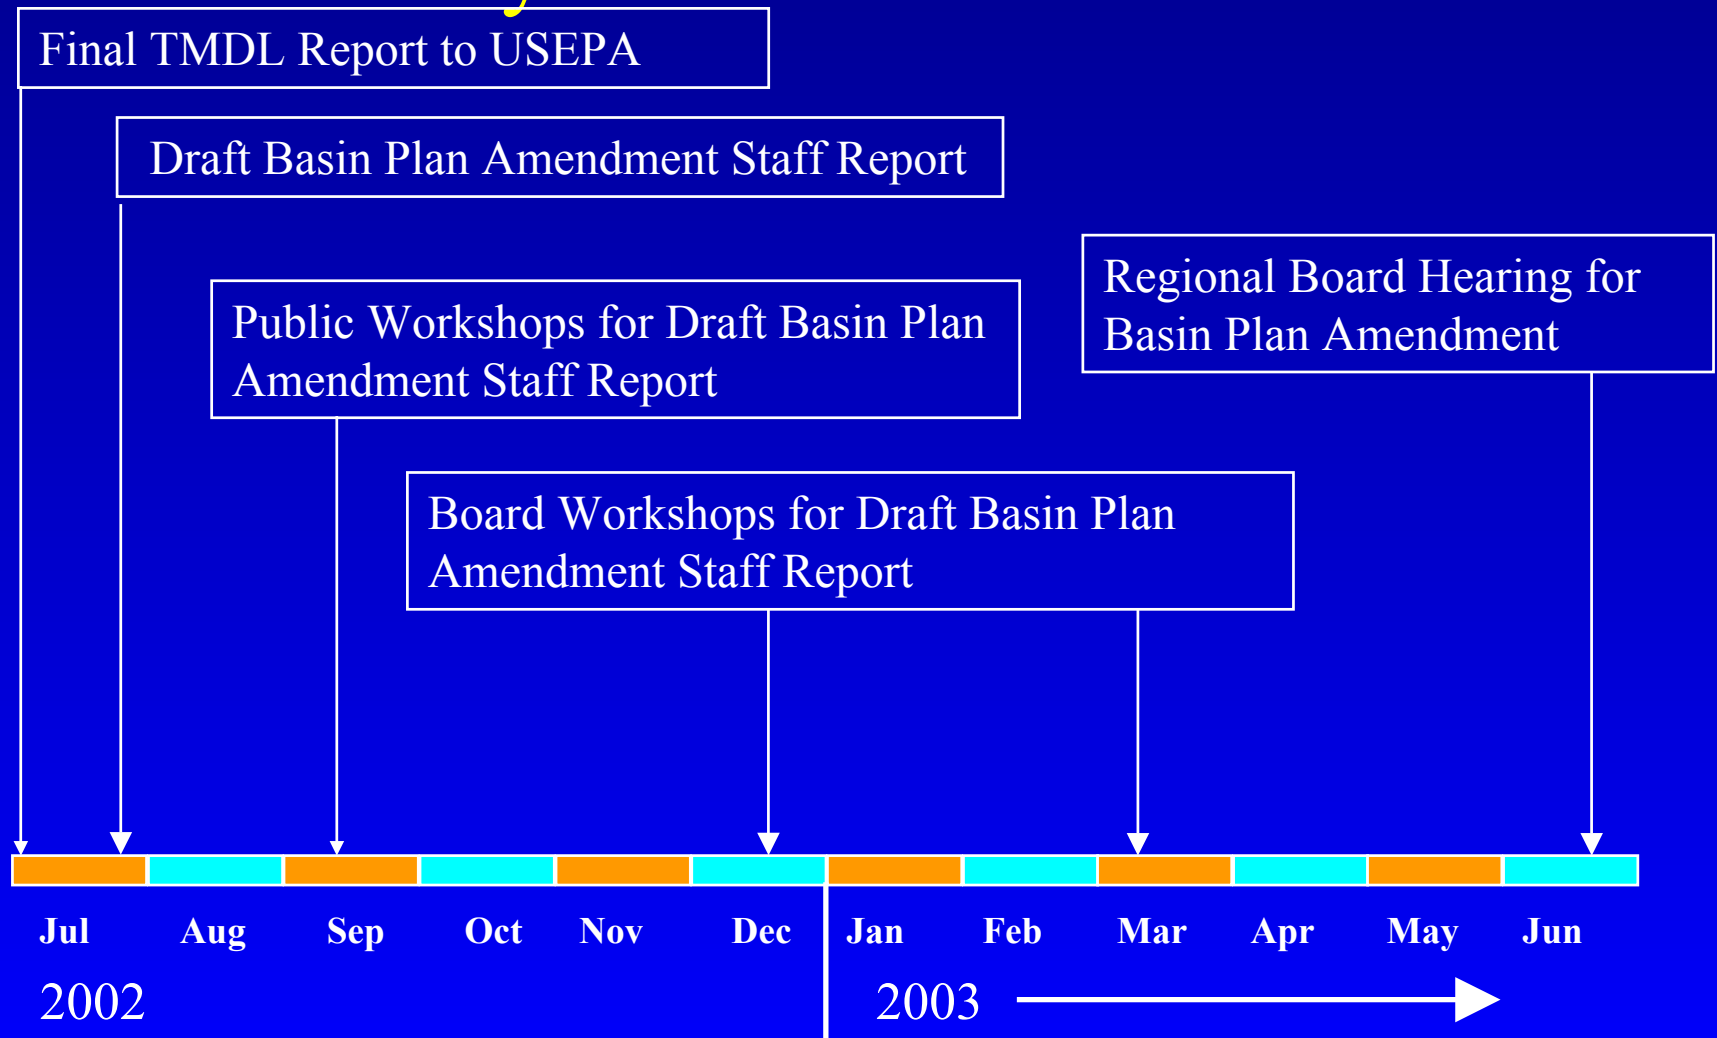 Final TMDL Report to USEPA
Draft Basin Plan Amendment Staff Report
Regional Board Hearing for
Basin Plan Amendment
Public Workshops for Draft Basin Plan
Amendment Staff Report
Board Workshops for Draft Basin Plan
Amendment Staff Report
Jul Aug Sep Oct Nov Dec Jan Feb Mar Apr May Jun
2002 2003